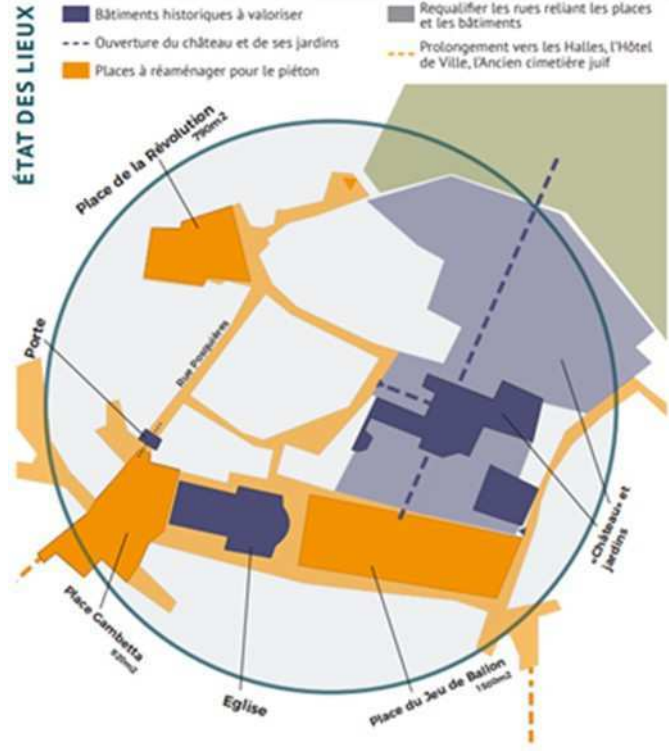 ÉTAT DES LIEUX
Bâtiments historiques à valoriser
Ouverture du château et de ses jardins
Places à réaménager pour le piéton
Requalifier les rues reliant les places
et les bâtiments
Prolongement vers les Halles, l'Hôtel
de Ville, l'Ancien cimetière juif
Place de la Révolution
790m2
Porte
Rue Posquières
«Château» et
jardins
Place Gambetta
920m2
Eglise
Place du Jeu de Ballon
1500m2